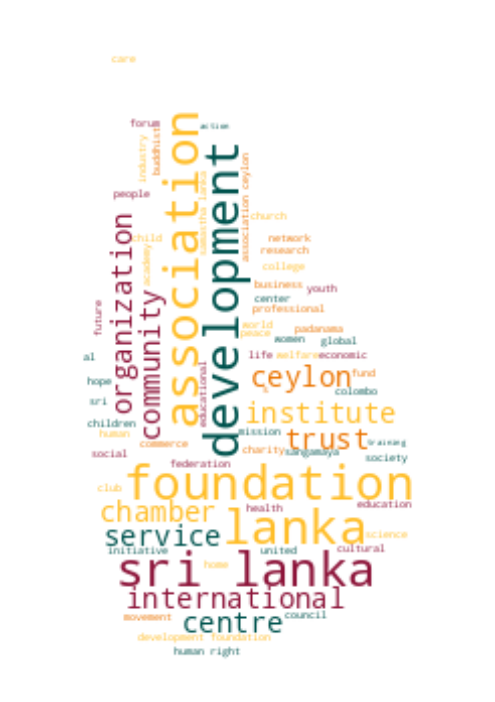 care
forum
action
industry
buddhist
association
development
samastha lanka
association ceylon
people
organization
child
academy
community
church
network
research
college
business
youth
center
professional
future
world
peace
padanama
women
global
al
life
welfare
economic
hope
educational
ceylon
fund
colombo
sri
institute
children
human
mission
trust
commerce
training
social
charity
sangamaya
society
federation
foundation
club
chamber
health
education
service
lanka
science
initiative
united
cultural
sri lanka
home
international
movement
centre
council
development foundation
human right